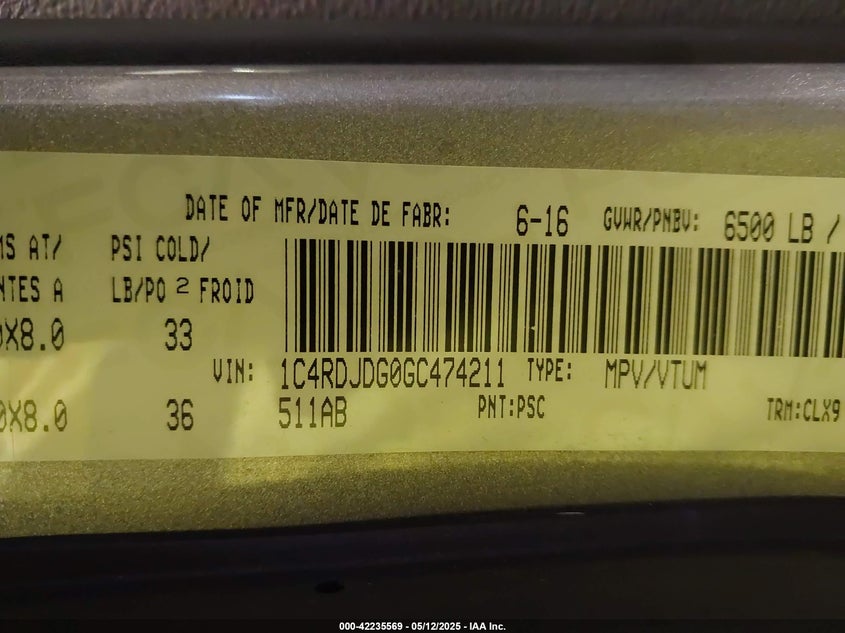 DATE OF MFR/DATE DE FABR: 6-16 GVWR/PNBV: 6500 LB /
MS AT/ PSI COLD/
NTES A LB/PO 2 FROID
0X8.0 33
VIN: 1C4RDJDG0GC474211 TYPE: MPV/VTUM
0X8.0 36 511AB PNT:PSC TRM:CLX9
000-42235569 - 05/12/2025 - IAA Inc.